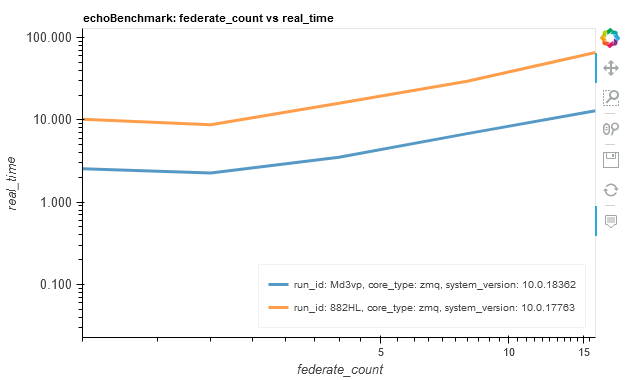 echoBenchmark: federate_count vs real_time
100.000
10.000
1.000
0.100
real_time
run_id: Md3vp, core_type: zmq, system_version: 10.0.18362
run_id: 882HL, core_type: zmq, system_version: 10.0.17763
5
10
15
federate_count